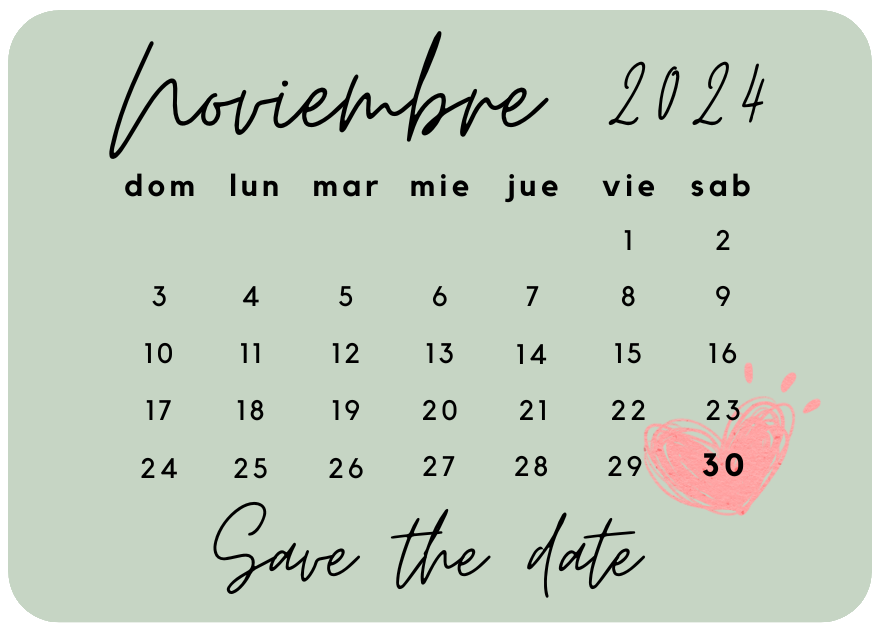 Noviembre 2024
dom lun mar mie jue vie sab
1 2
3 4 5 6 7 8 9
10 11 12 13 14 15 16
17 18 19 20 21 22 23
24 25 26 27 28 29 30
Save the date